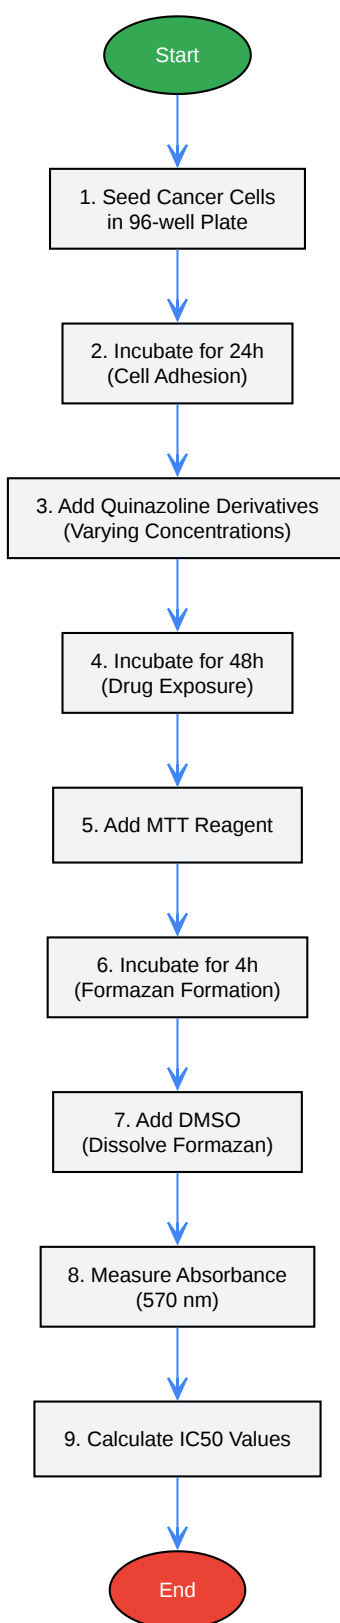 Start
1. Seed Cancer Cells
in 96-well Plate
2. Incubate for 24h
(Cell Adhesion)
3. Add Quinazoline Derivatives
(Varying Concentrations)
4. Incubate for 48h
(Drug Exposure)
5. Add MTT Reagent
6. Incubate for 4h
(Formazan Formation)
7. Add DMSO
(Dissolve Formazan)
8. Measure Absorbance
(570 nm)
9. Calculate IC50 Values
End